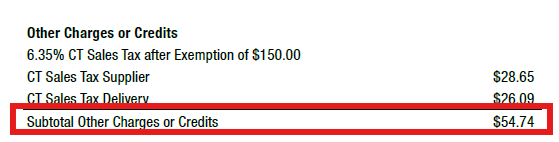 Other Charges or Credits
6.35% CT Sales Tax after Exemption of $150.00
CT Sales Tax Supplier $28.65
CT Sales Tax Delivery $26.09
Subtotal Other Charges or Credits $54.74